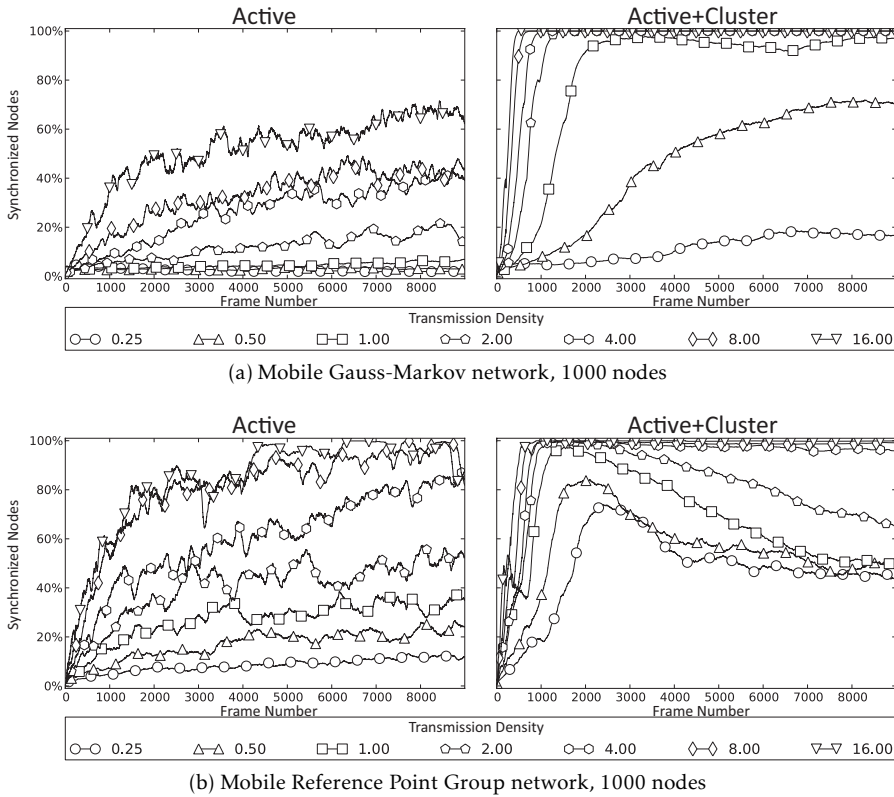 Active
Active+Cluster
100%
80%
60%
40%
20%
0%
Synchronized Nodes
0 1000 2000 3000 4000 5000 6000 7000 8000
0 1000 2000 3000 4000 5000 6000 7000 8000
Frame Number
Frame Number
Transmission Density
0.25 0.50 1.00 2.00 4.00 8.00 16.00
(a) Mobile Gauss-Markov network, 1000 nodes
Active
Active+Cluster
100%
80%
60%
40%
20%
0%
Synchronized Nodes
0 1000 2000 3000 4000 5000 6000 7000 8000
0 1000 2000 3000 4000 5000 6000 7000 8000
Frame Number
Frame Number
Transmission Density
0.25 0.50 1.00 2.00 4.00 8.00 16.00
(b) Mobile Reference Point Group network, 1000 nodes